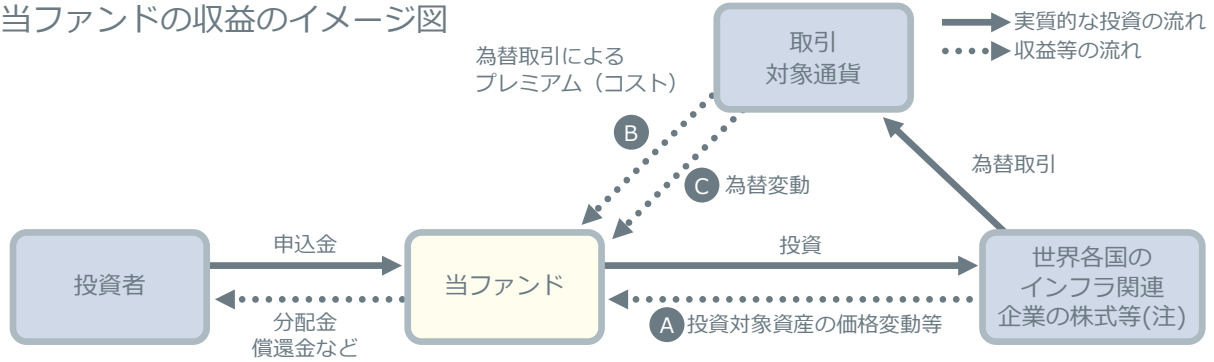 当ファンドの収益のイメージ図
実質的な投資の流れ
収益等の流れ
取引
対象通貨
為替取引による
プレミアム（コスト）
B
C 為替変動
為替取引
投資者
申込金
分配金
償還金など
当ファンド
投資
A 投資対象資産の価格変動等
世界各国の
インフラ関連
企業の株式等(注)